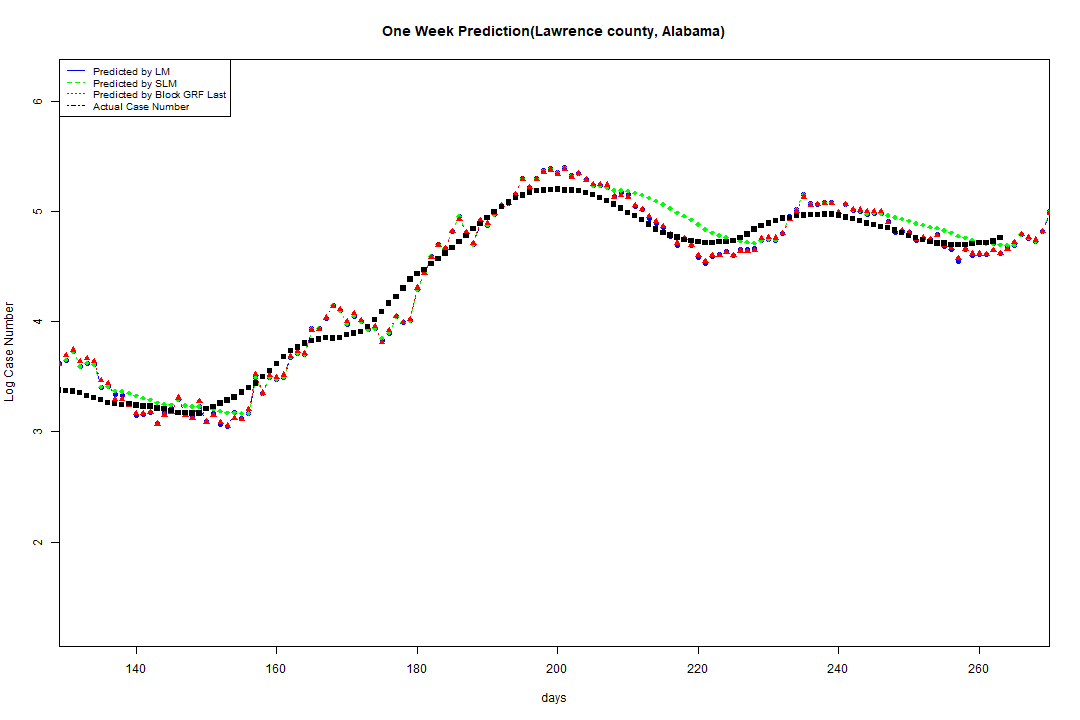 One Week Prediction(Lawrence county, Alabama)
Predicted by LM
Predicted by SLM
Predicted by Block GRF Last
Actual Case Number
6
5
4
3
2
Log Case Number
140 160 180 200 220 240 260
days